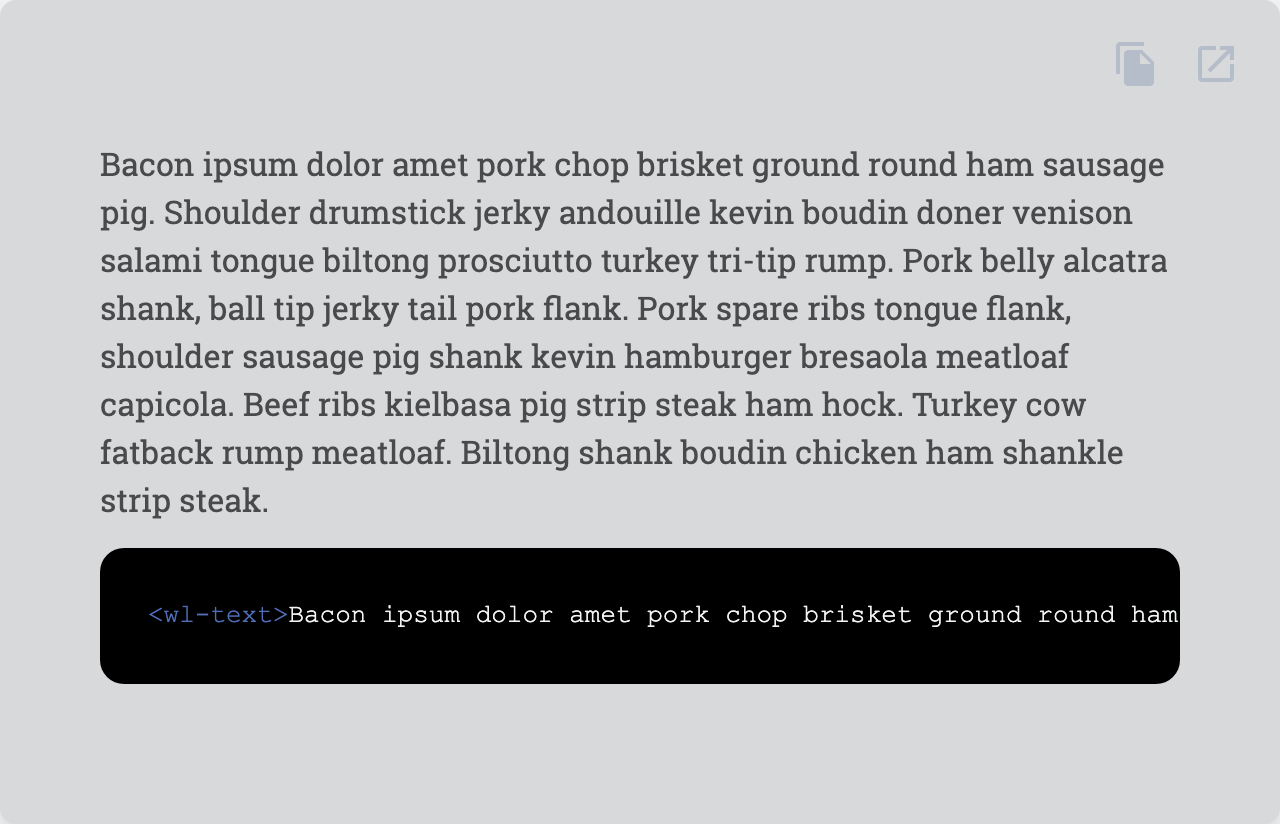 Bacon ipsum dolor amet pork chop brisket ground round ham sausage
pig. Shoulder drumstick jerky andouille kevin boudin doner venison
salami tongue biltong prosciutto turkey tri-tip rump. Pork belly alcatra
shank, ball tip jerky tail pork flank. Pork spare ribs tongue flank,
shoulder sausage pig shank kevin hamburger bresaola meatloaf
capicola. Beef ribs kielbasa pig strip steak ham hock. Turkey cow
fatback rump meatloaf. Biltong shank boudin chicken ham shankle
strip steak.
<wl-text>Bacon ipsum dolor amet pork chop brisket ground round ham